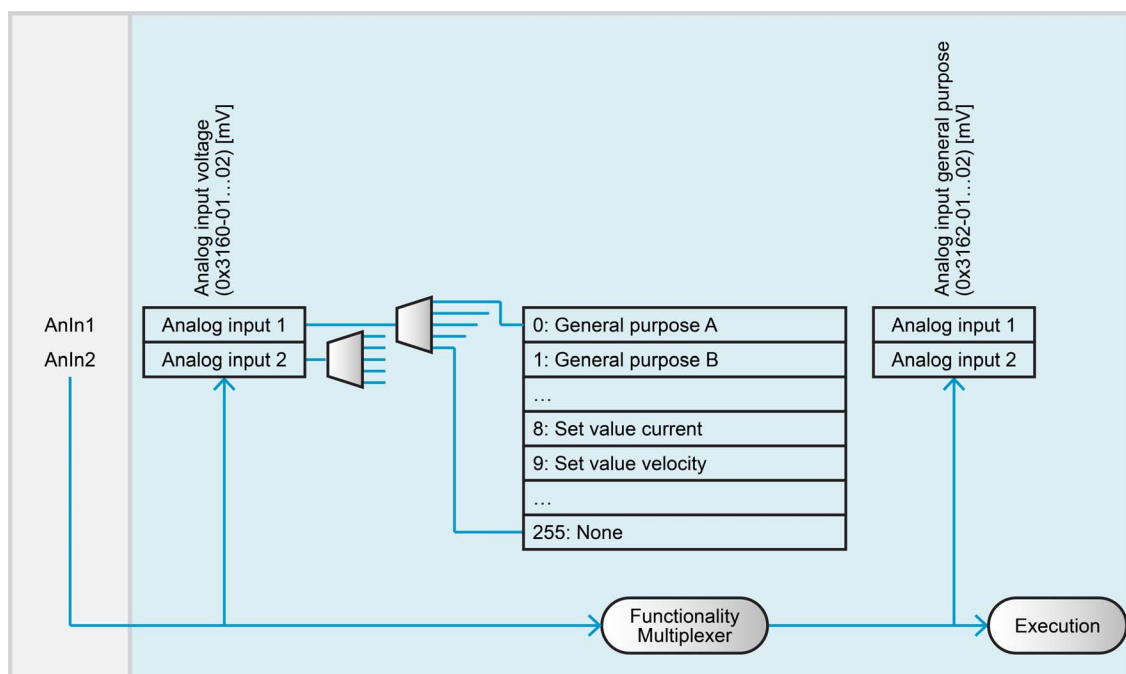 Analog input voltage
(0x3160-01…02) [mV]
Analog input general purpose
(0x3162-01…02) [mV]
AnIn1
Analog input 1
0: General purpose A
Analog input 1
AnIn2
Analog input 2
1: General purpose B
Analog input 2
…
8: Set value current
9: Set value velocity
…
255: None
Functionality
Multiplexer
Execution